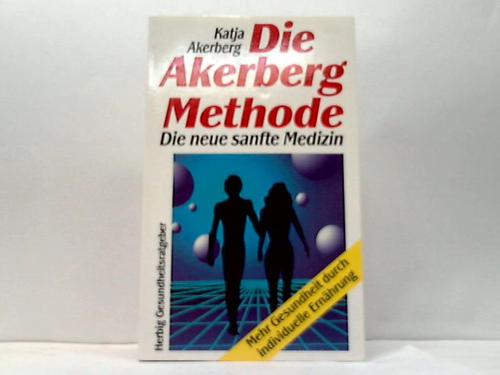 Katja
Akerberg
Die
Akerberg
Methode
Die neue sanfte Medizin
Herbig Gesundheitsratgeber
Mehr Gesundheit durch
individuelle Ernährung